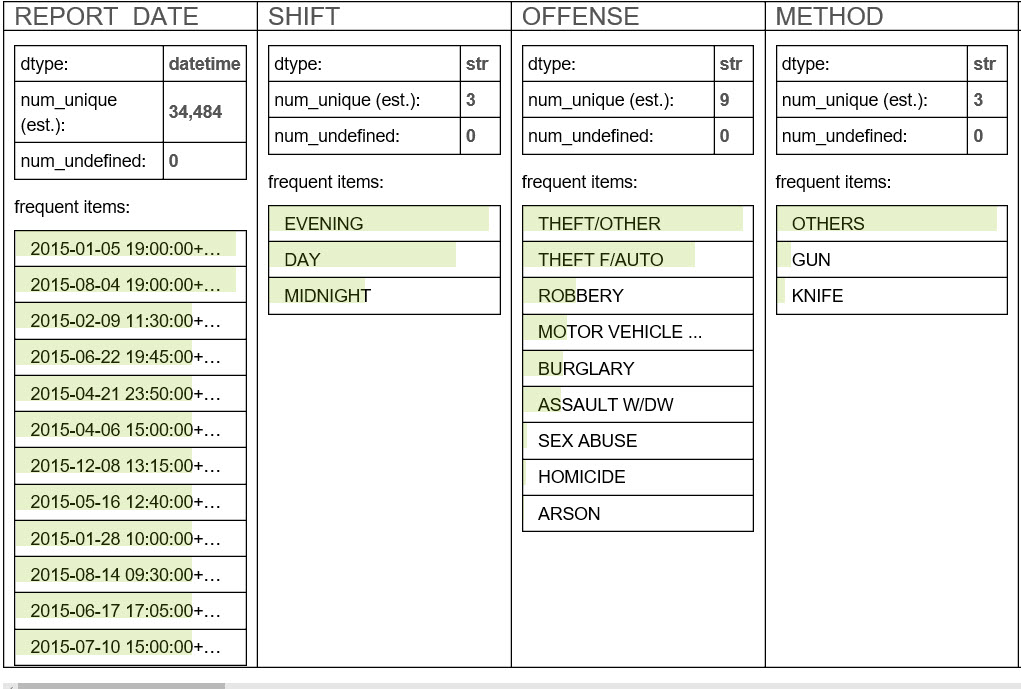 REPORT_DATE
dtype: datetime
num_unique (est.): 34,484
num_undefined: 0
frequent items:
2015-01-05 19:00:00+…
2015-08-04 19:00:00+…
2015-02-09 11:30:00+…
2015-06-22 19:45:00+…
2015-04-21 23:50:00+…
2015-04-06 15:00:00+…
2015-12-08 13:15:00+…
2015-05-16 12:40:00+…
2015-01-28 10:00:00+…
2015-08-14 09:30:00+…
2015-06-17 17:05:00+…
2015-07-10 15:00:00+…
SHIFT
dtype: str
num_unique (est.): 3
num_undefined: 0
frequent items:
EVENING
DAY
MIDNIGHT
OFFENSE
dtype: str
num_unique (est.): 9
num_undefined: 0
frequent items:
THEFT/OTHER
THEFT F/AUTO
ROBBERY
MOTOR VEHICLE ...
BURGLARY
ASSAULT W/DW
SEX ABUSE
HOMICIDE
ARSON
METHOD
dtype: str
num_unique (est.): 3
num_undefined: 0
frequent items:
OTHERS
GUN
KNIFE